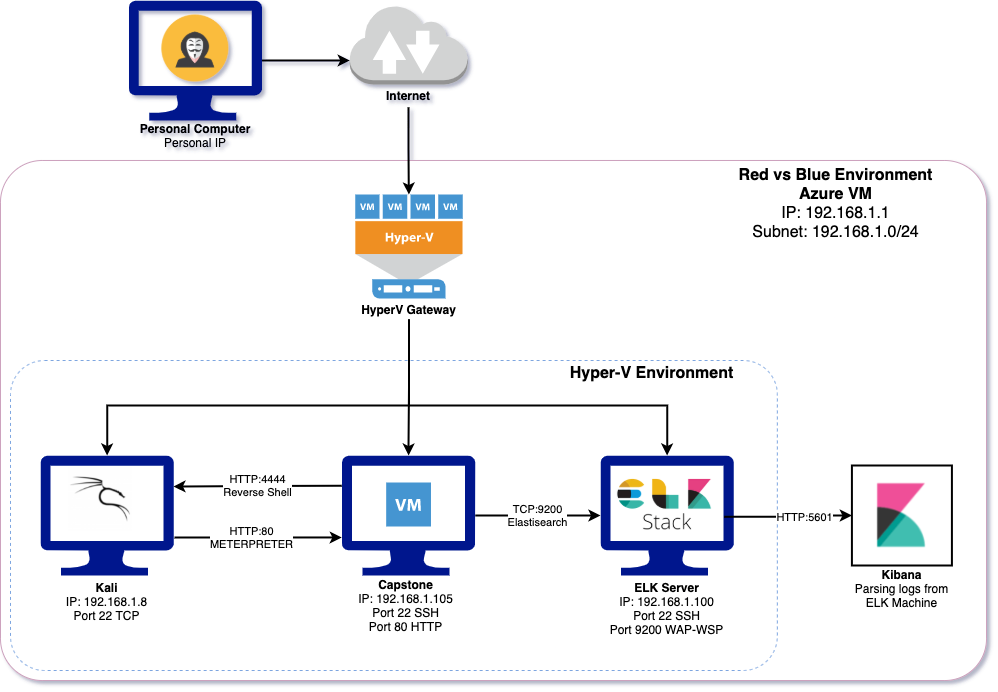 Personal Computer
Personal IP
Internet
Red vs Blue Environment
Azure VM
IP: 192.168.1.1
Subnet: 192.168.1.0/24
VM VM VM VM
Hyper-V
HyperV Gateway
Hyper-V Environment
HTTP:4444
Reverse Shell
HTTP:80
METERPRETER
VM
TCP:9200
Elastisearch
ELK
Stack
HTTP:5601
Kali
IP: 192.168.1.8
Port 22 TCP
Capstone
IP: 192.168.1.105
Port 22 SSH
Port 80 HTTP
ELK Server
IP: 192.168.1.100
Port 22 SSH
Port 9200 WAP-WSP
Kibana
Parsing logs from
ELK Machine